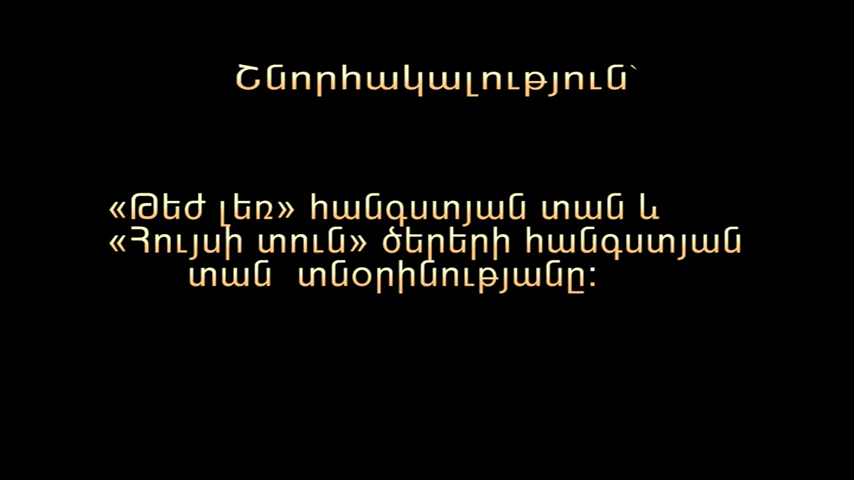 Շնորհակալություն՝
«Թեժ լեռ» հանգստյան տան և
«Հույսի տուն» ծերերի հանգստյան
տան տնօրինությանը: